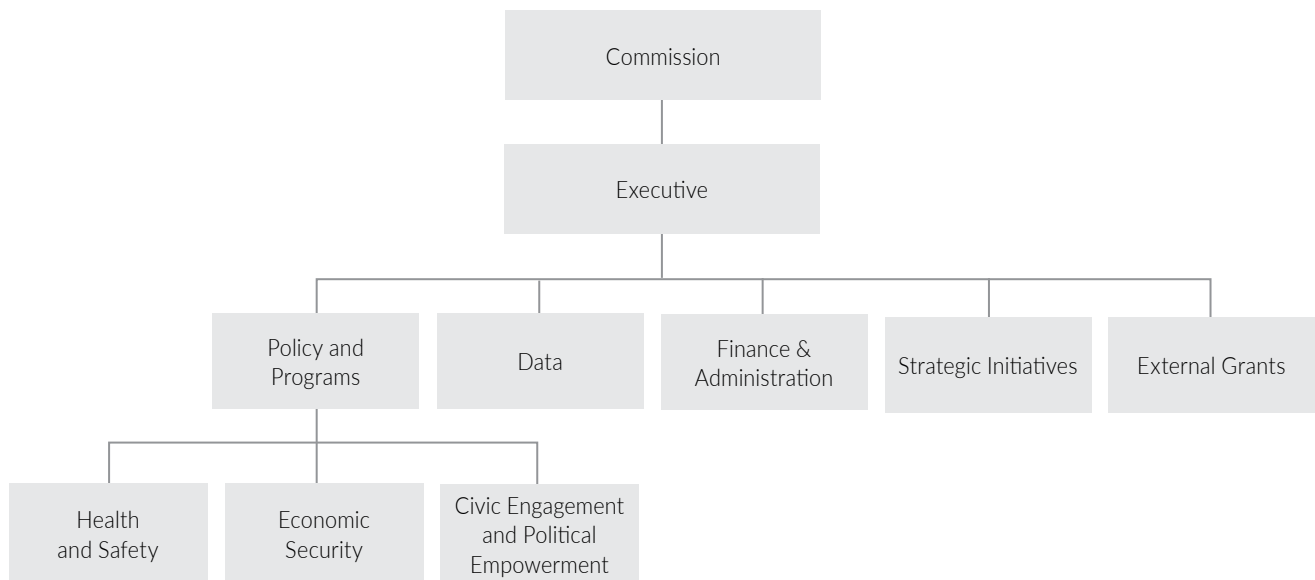 Commission
Executive
Policy and
Programs
Data
Finance &
Administration
Strategic Initiatives
External Grants
Health
and Safety
Economic
Security
Civic Engagement
and Political
Empowerment